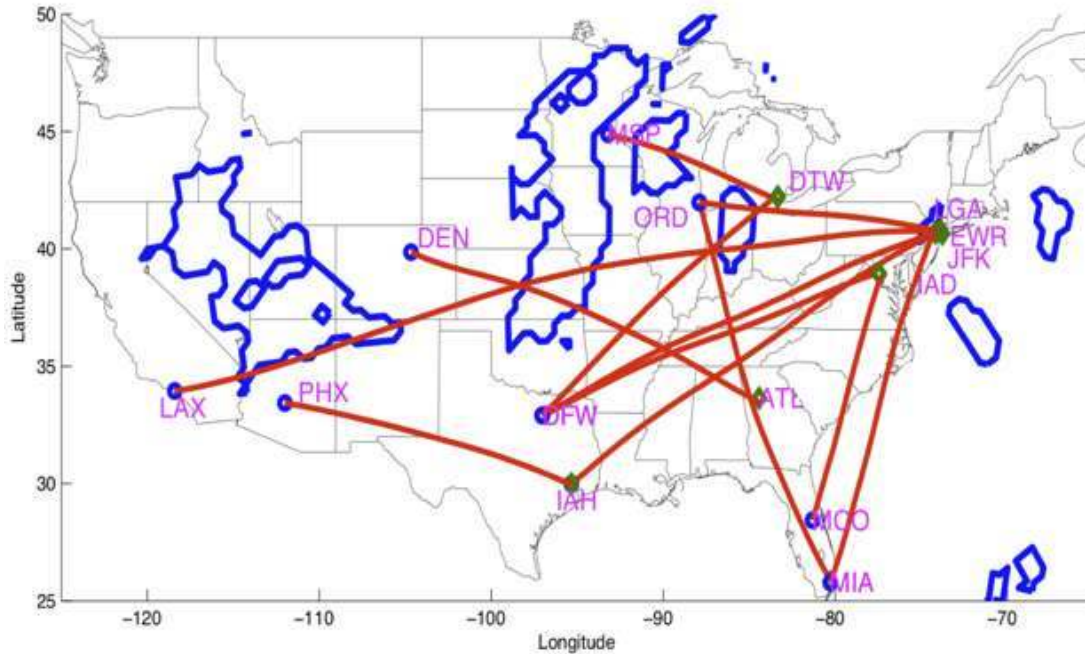 50
45
MSP
DTW
ORD
LGA
40
DEN
EWR
JFK
IAD
Latitude
35
LAX
PHX
DFW
ATL
30
IAH
MCO
MIA
25
−120
−110
−100
−90
−80
−70
Longitude